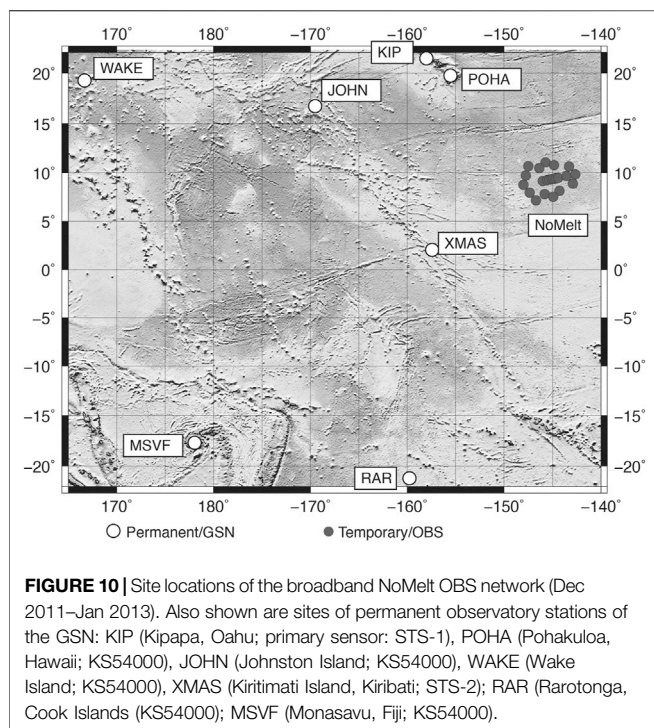 170° 180° −170° −160° −150° −140°
KIP
WAKE
POHA
JOHN
20° 20°
15° 15°
10° 10°
NoMelt
5° 5°
XMAS
0° 0°
−5° −5°
−10° −10°
−15° −15°
MSVF
RAR
−20° −20°
170° 180° −170° −160° −150° −140°
Permanent/GSN Temporary/OBS
FIGURE 10 | Site locations of the broadband NoMelt OBS network (Dec
2011–Jan 2013). Also shown are sites of permanent observatory stations of
the GSN: KIP (Kipapa, Oahu; primary sensor: STS-1), POHA (Pohakuloa,
Hawaii; KS54000), JOHN (Johnston Island; KS54000), WAKE (Wake
Island; KS54000), XMAS (Kiritimati Island, Kiribati; STS-2); RAR (Rarotonga,
Cook Islands (KS54000); MSVF (Monasavu, Fiji; KS54000).